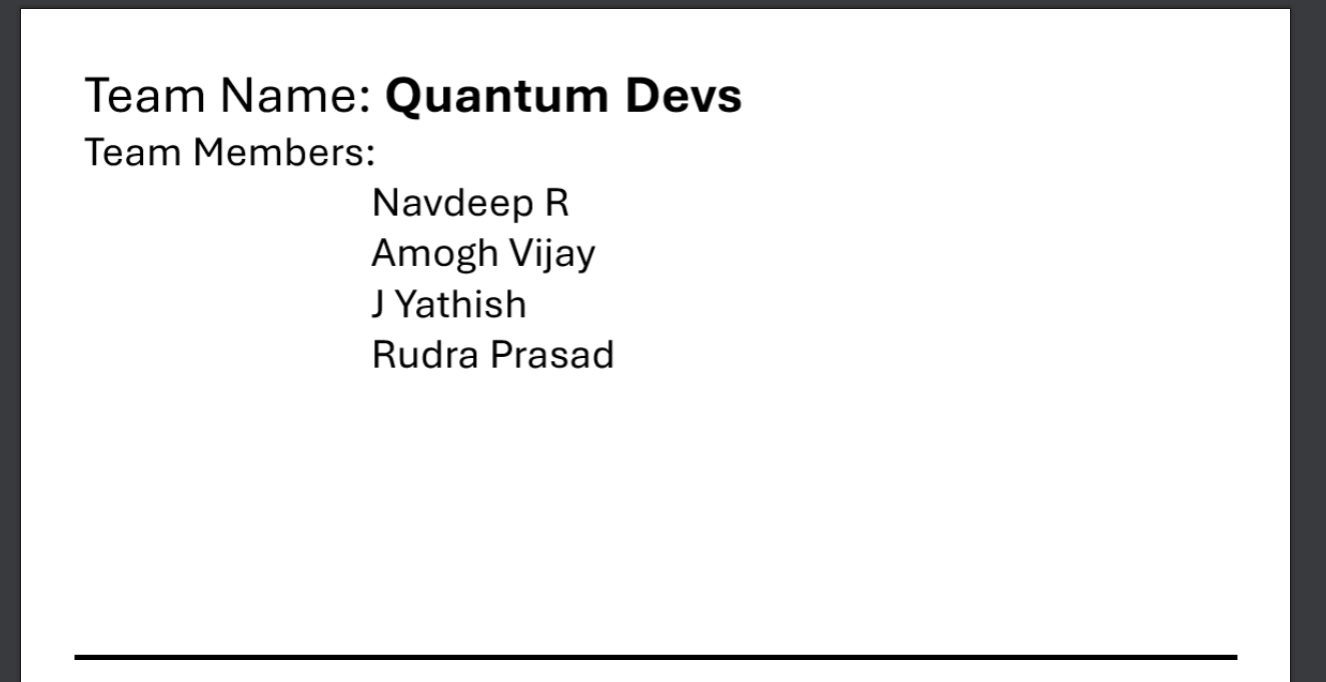 Team Name: Quantum Devs
Team Members:
Navdeep R
Amogh Vijay
J Yathish
Rudra Prasad